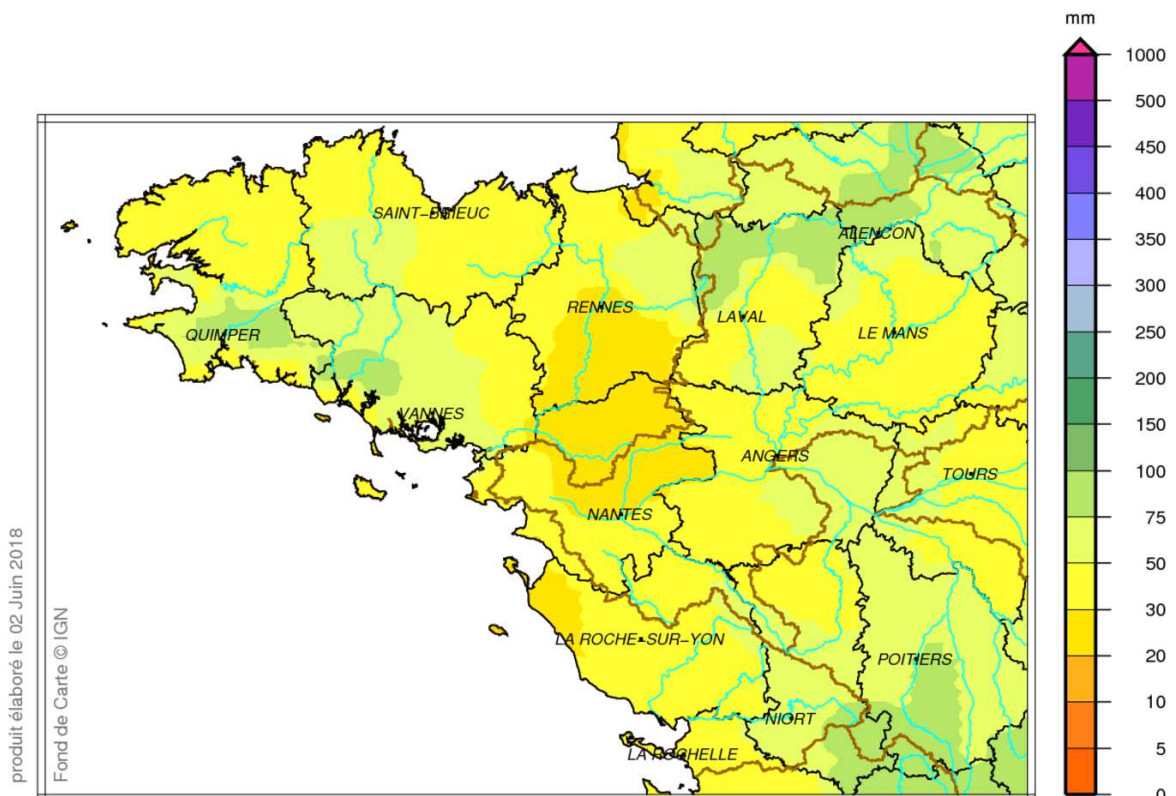 mm
1000
500
450
400
350
300
250
200
150
100
75
50
30
20
10
5
0
SAINT-BRIEUC
ALENCON
RENNES
LAVAL
QUIMPER
LE MANS
VANNES
ANGERS
TOURS
NANTES
LA ROCHE-SUR-YON
POITIERS
NIORT
LA ROCHELLE
produit élaboré le 02 Juin 2018
Fond de Carte © IGN